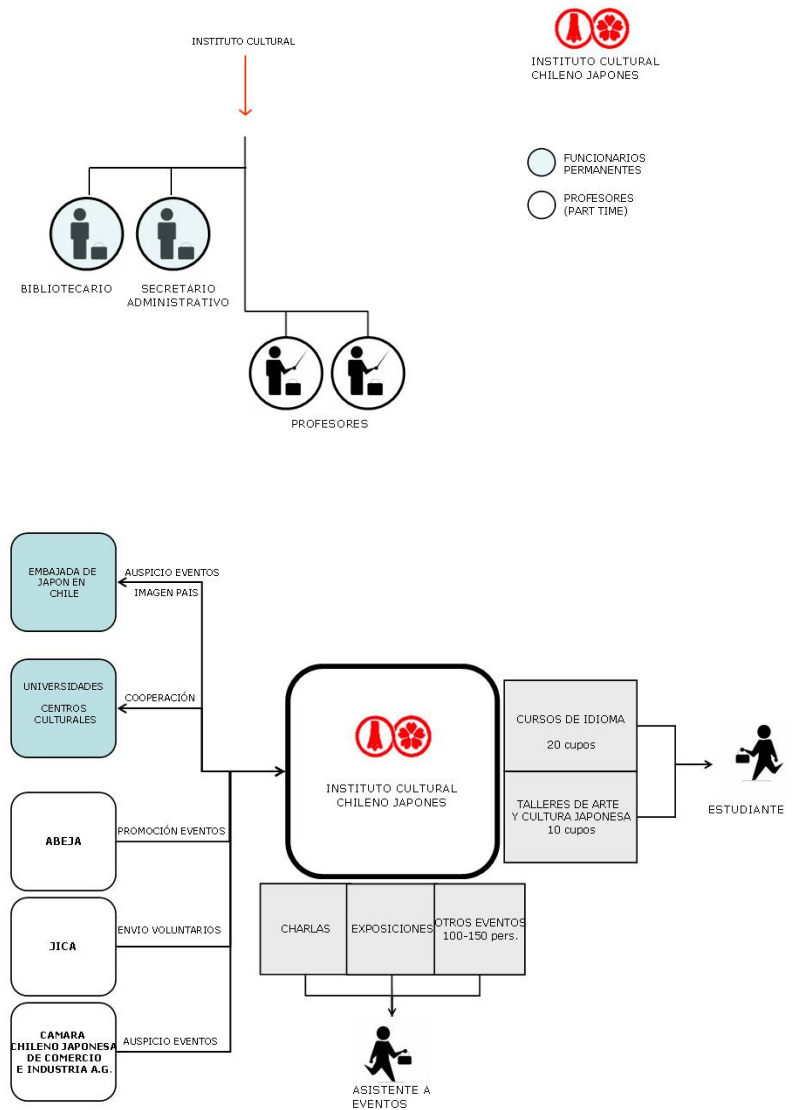 INSTITUTO CULTURAL
INSTITUTO CULTURAL
CHILENO JAPONES
FUNCIONARIOS
PERMANENTES
PROFESORES
(PART TIME)
BIBLIOTECARIO
SECRETARIO
ADMINISTRATIVO
PROFESORES
EMBAJADA DE
JAPON EN
CHILE
AUSPICIO EVENTOS
IMAGEN PAIS
UNIVERSIDADES
CENTROS
CULTURALES
COOPERACIÓN
ABEJA
PROMOCIÓN EVENTOS
JICA
ENVIO VOLUNTARIOS
CAMARA
CHILENO JAPONESA
DE COMERCIO
E INDUSTRIA A.G.
AUSPICIO EVENTOS
INSTITUTO CULTURAL
CHILENO JAPONES
CURSOS DE IDIOMA
20 cupos
TALLERES DE ARTE
Y CULTURA JAPONESA
10 cupos
ESTUDIANTE
CHARLAS
EXPOSICIONES
OTROS EVENTOS
100-150 pers.
ASISTENTE A
EVENTOS